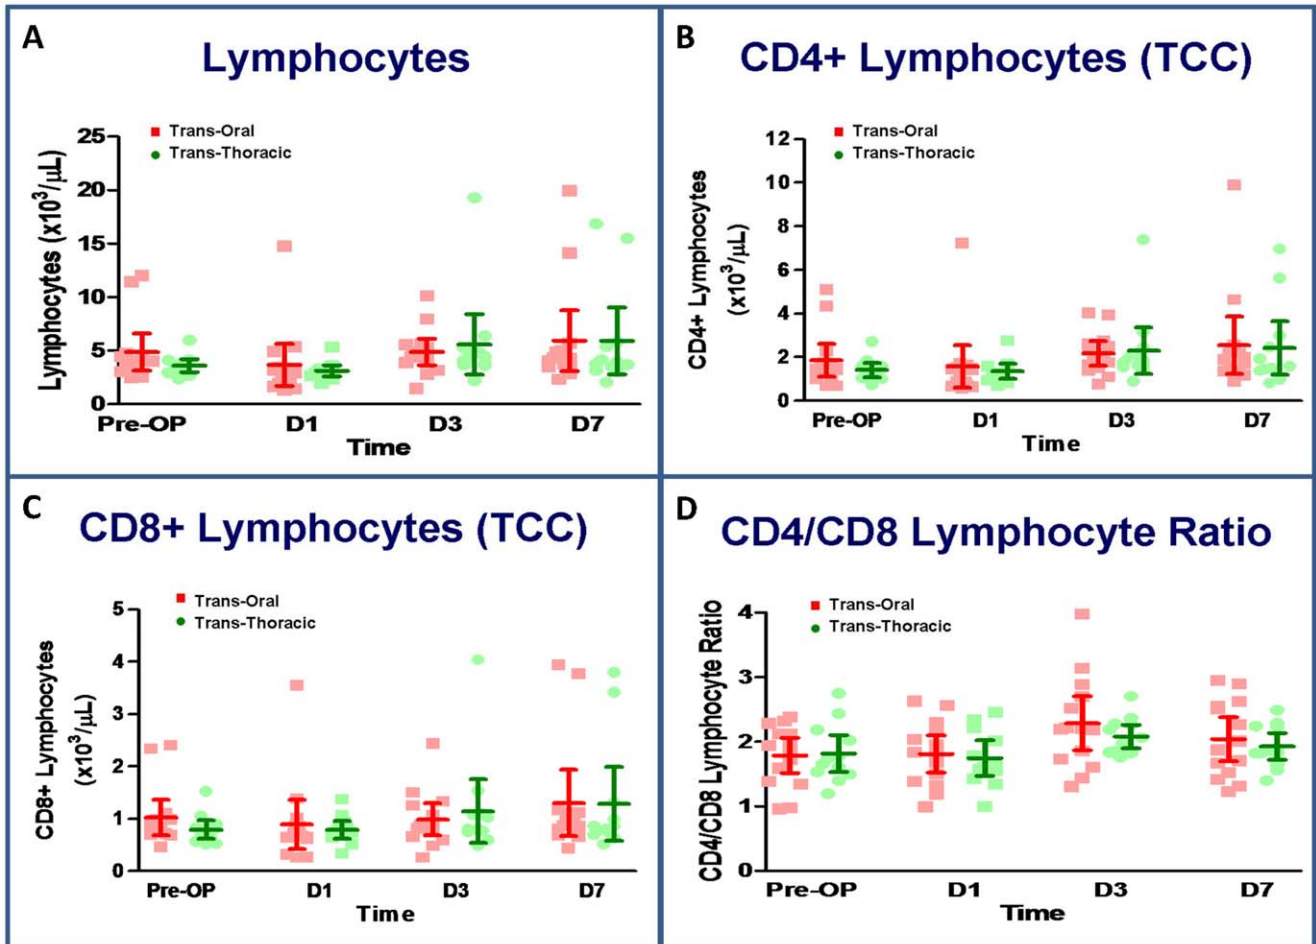 A
Lymphocytes
Trans-Oral
Trans-Thoracic
Lymphocytes (x10³/μL)
25
20
15
10
5
0
Pre-OP D1 D3 D7
Time
B
CD4+ Lymphocytes (TCC)
Trans-Oral
Trans-Thoracic
CD4+ Lymphocytes
(x10³/μL)
12
10
8
6
4
2
0
Pre-OP D1 D3 D7
Time
C
CD8+ Lymphocytes (TCC)
Trans-Oral
Trans-Thoracic
CD8+ Lymphocytes
(x10³/μL)
5
4
3
2
1
0
Pre-OP D1 D3 D7
Time
D
CD4/CD8 Lymphocyte Ratio
Trans-Oral
Trans-Thoracic
CD4/CD8 Lymphocyte Ratio
4
3
2
1
0
Pre-OP D1 D3 D7
Time